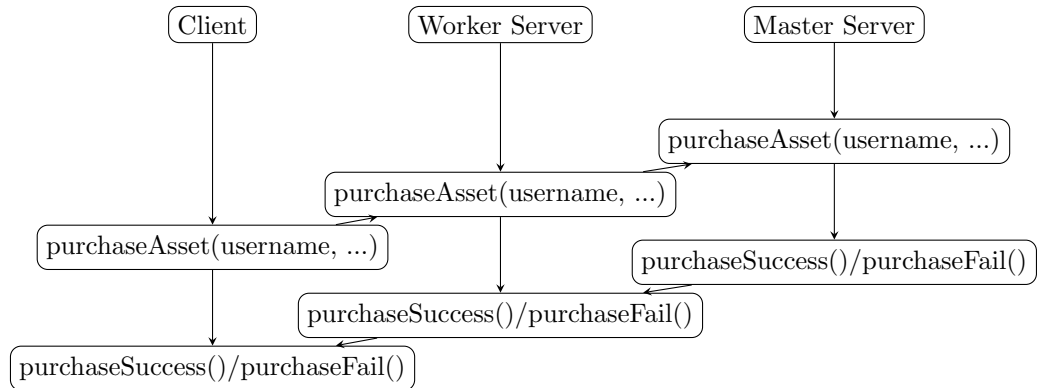 Client
Worker Server
Master Server
purchaseAsset(username, ...)
purchaseAsset(username, ...)
purchaseAsset(username, ...)
purchaseSuccess()/purchaseFail()
purchaseSuccess()/purchaseFail()
purchaseSuccess()/purchaseFail()